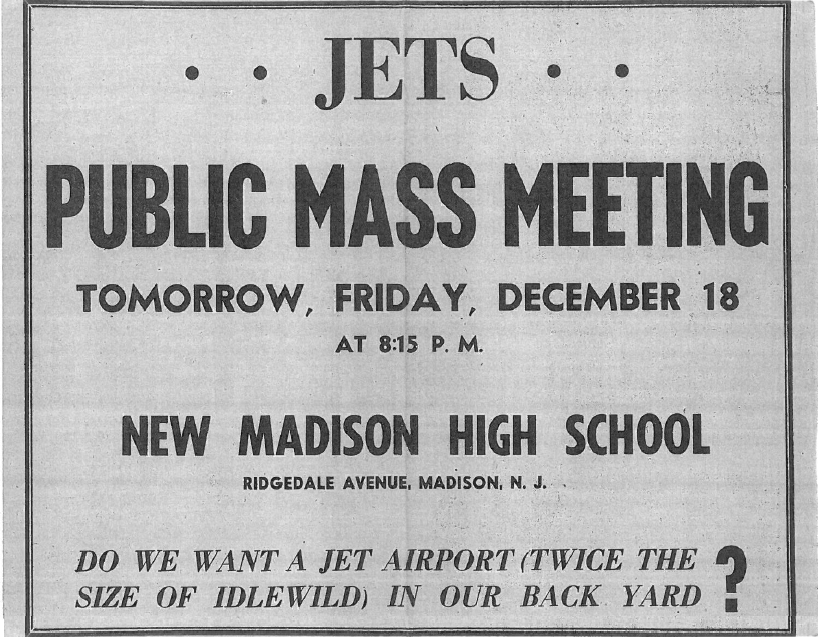 • • JETS • •
PUBLIC MASS MEETING
TOMORROW, FRIDAY, DECEMBER 18
AT 8:15 P. M.
NEW MADISON HIGH SCHOOL
RIDGEDALE AVENUE, MADISON, N. J.
DO WE WANT A JET AIRPORT (TWICE THE
SIZE OF IDLEWILD) IN OUR BACK YARD ?